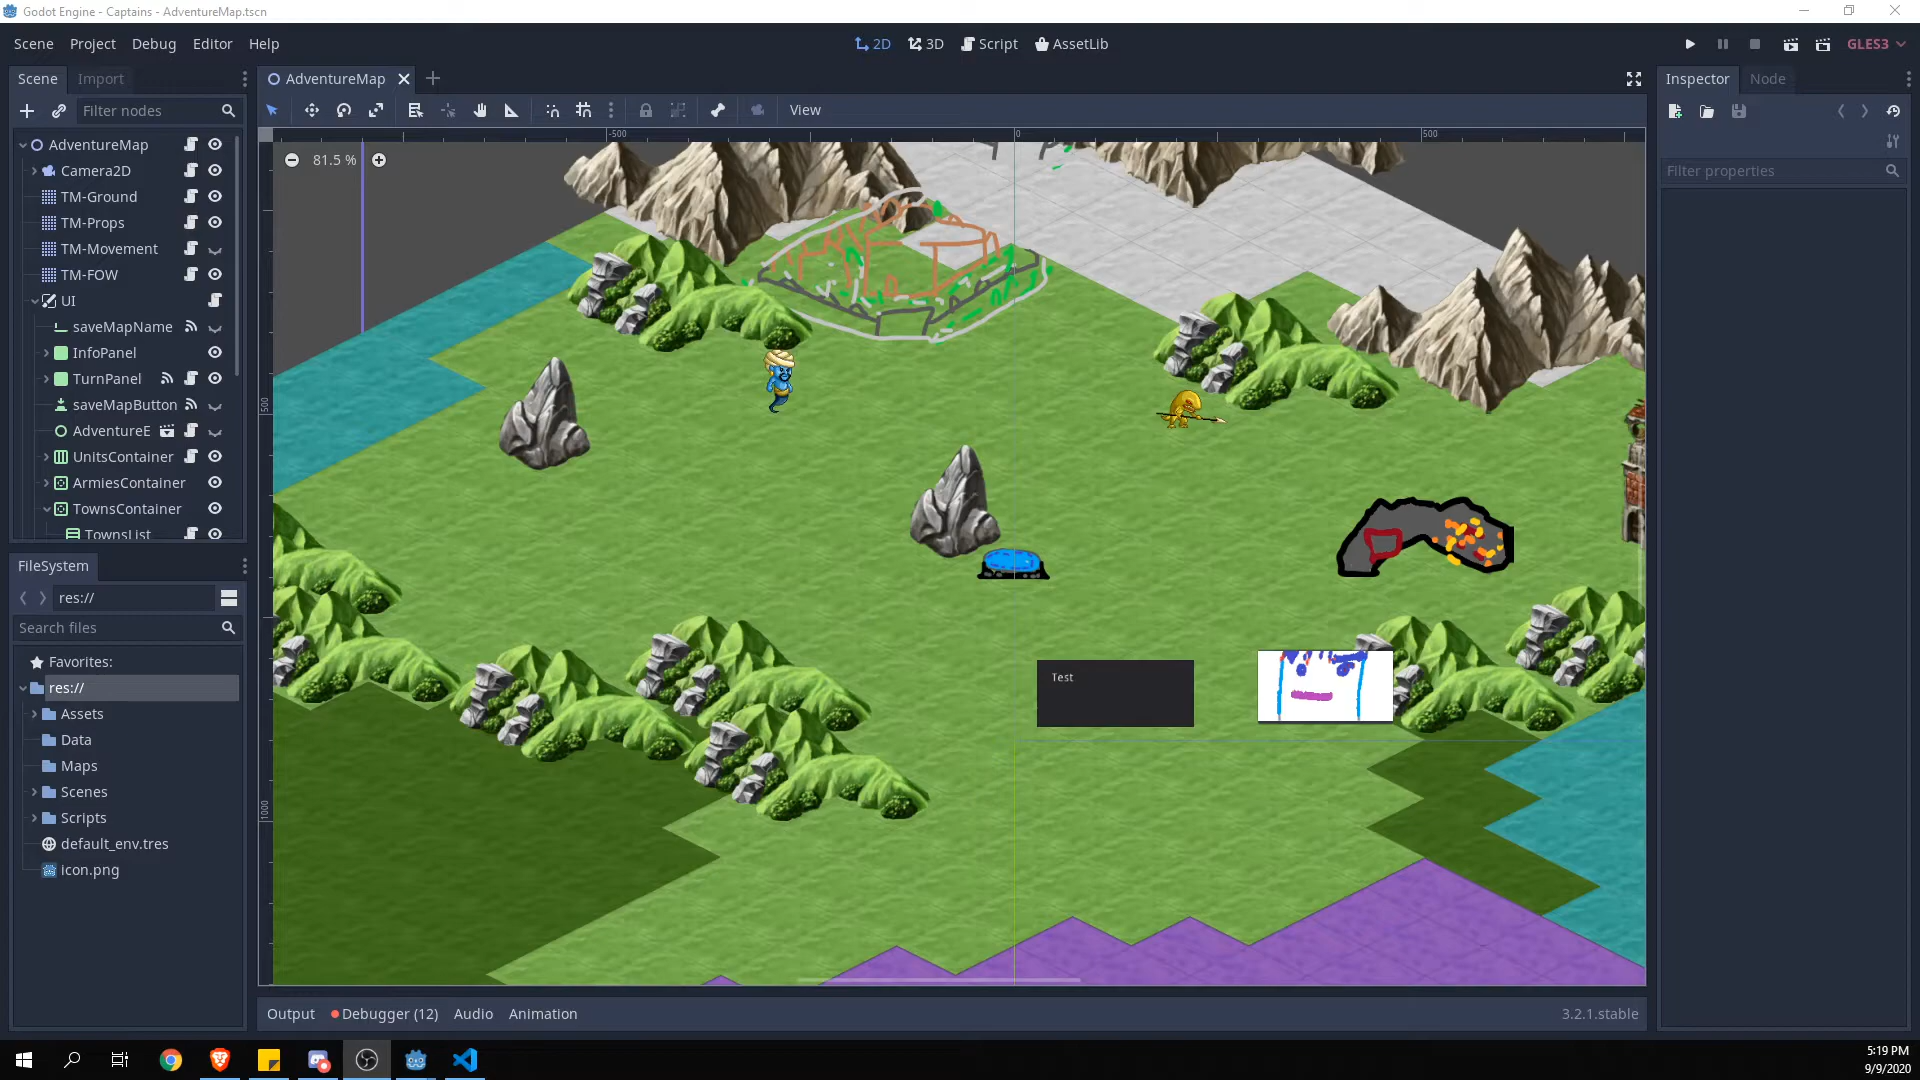 Godot Engine - Captains - AdventureMap.tscn
Scene Project Debug Editor Help
2D 3D Script AssetLib
GLES3
Scene Import
AdventureMap
Inspector Node
Filter nodes
View
AdventureMap
Camera2D
TM-Ground
TM-Props
TM-Movement
TM-FOW
UI
saveMapName
InfoPanel
TurnPanel
saveMapButton
AdventureE
UnitsContainer
ArmiesContainer
TownsContainer
TownsList
-500 0 500
81.5 %
500
1000
Test
Filter properties
FileSystem
res://
Search files
Favorites:
res://
Assets
Data
Maps
Scenes
Scripts
default_env.tres
icon.png
Output Debugger (12) Audio Animation
3.2.1.stable
5:19 PM
9/9/2020